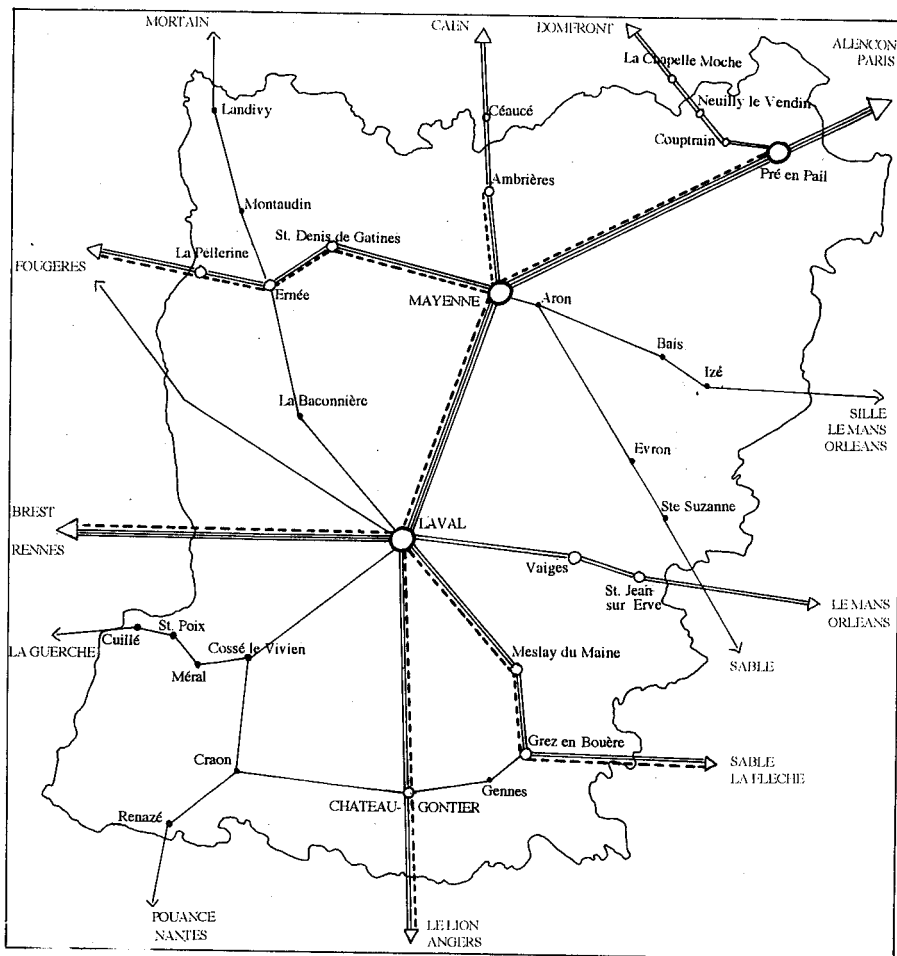 MORTAIN
CAEN
DOMFRONT
ALENCON
PARIS
La Chapelle Moche
Landivy
Céaucé
Neuilly le Vendin
Couptrain
Pré en Pail
Ambrières
Montaudin
St. Denis de Gatines
La Pellerine
FOUGERES
Ernée
MAYENNE
Aron
Bais
Izé
La Baconnière
SILLE
LE MANS
ORLEANS
Evron
BREST
LAVAL
Ste Suzanne
RENNES
Vaiges
St. Jean
sur Erve
LE MANS
ORLEANS
St. Poix
Cuillé
Cossé le Vivien
LA GUERCHE
Méral
Meslay du Maine
SABLE
Grez en Bouère
Craon
SABLE
LA FLECHE
Gennes
CHATEAU-GONTIER
Renazé
POUANCE
NANTES
LE LION
ANGERS